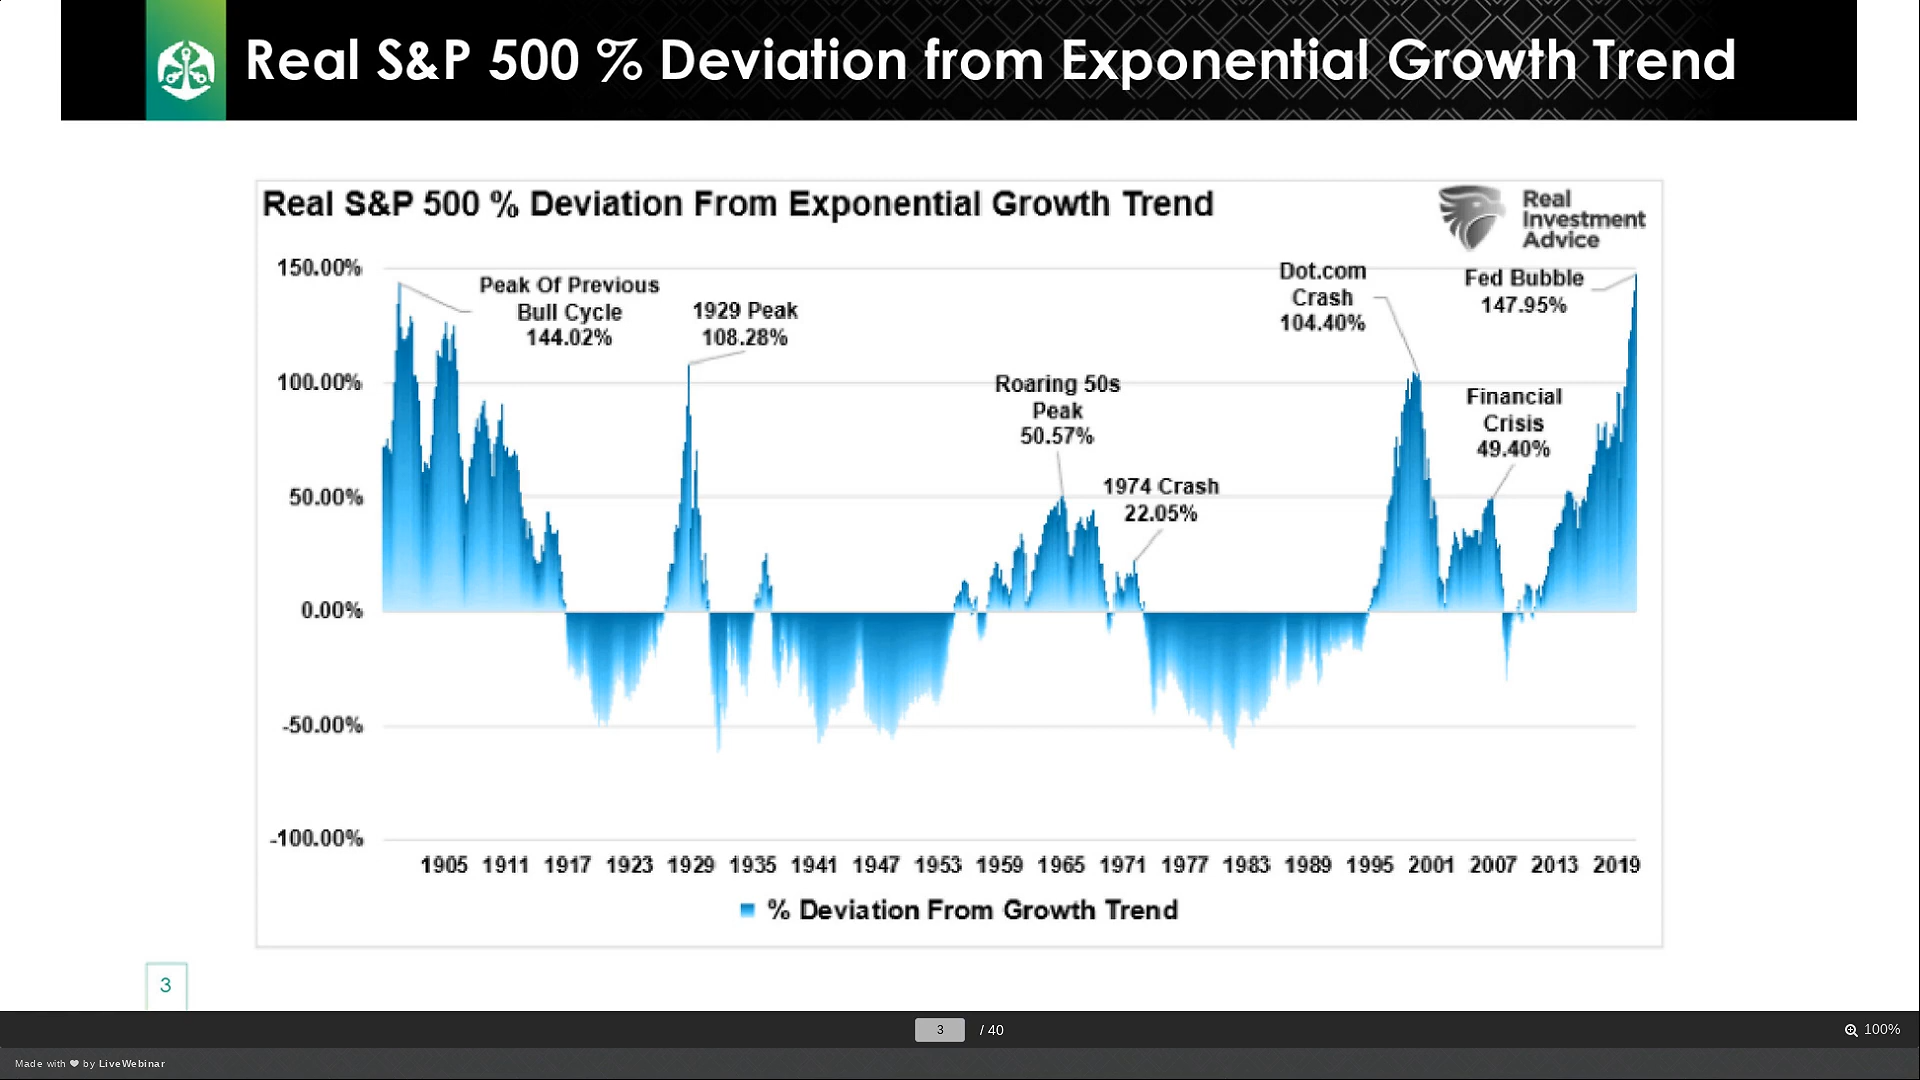 Real S&P 500 % Deviation from Exponential Growth Trend
Real S&P 500 % Deviation From Exponential Growth Trend
Real
Investment
Advice
150.00%
100.00%
50.00%
0.00%
-50.00%
-100.00%
Peak Of Previous
Bull Cycle
144.02%
1929 Peak
108.28%
Roaring 50s
Peak
50.57%
1974 Crash
22.05%
Dot.com
Crash
104.40%
Financial
Crisis
49.40%
Fed Bubble
147.95%
1905 1911 1917 1923 1929 1935 1941 1947 1953 1959 1965 1971 1977 1983 1989 1995 2001 2007 2013 2019
% Deviation From Growth Trend
3
3 / 40
100%
Made with ❤ by LiveWebinar